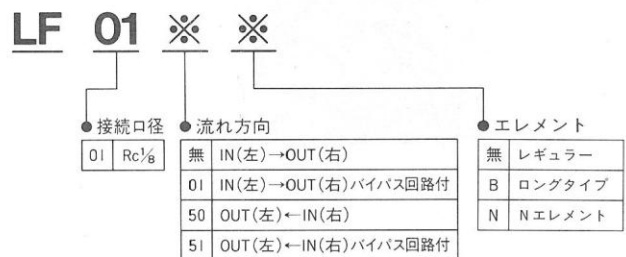 LF 01 ※ ※
●接続口径
01 Rc⅛
●流れ方向
無 IN(左)→OUT(右)
01 IN(左)→OUT(右)バイパス回路付
50 OUT(左)←IN(右)
51 OUT(左)←IN(右)バイパス回路付
●エレメント
無 レギュラー
B ロングタイプ
N Nエレメント